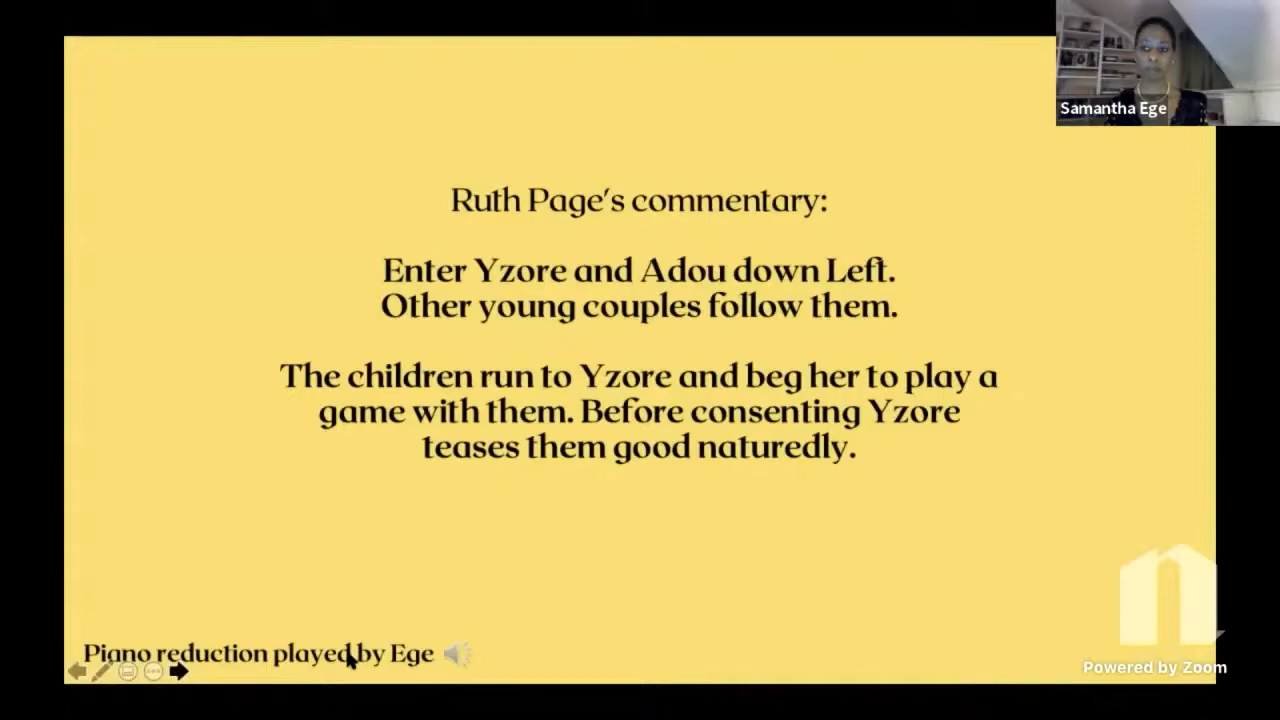 Samantha Ege
Ruth Page's commentary:
Enter Yzore and Adou down Left.
Other young couples follow them.
The children run to Yzore and beg her to play a
game with them. Before consenting Yzore
teases them good naturedly.
Piano reduction played by Ege
n
Powered by Zoom